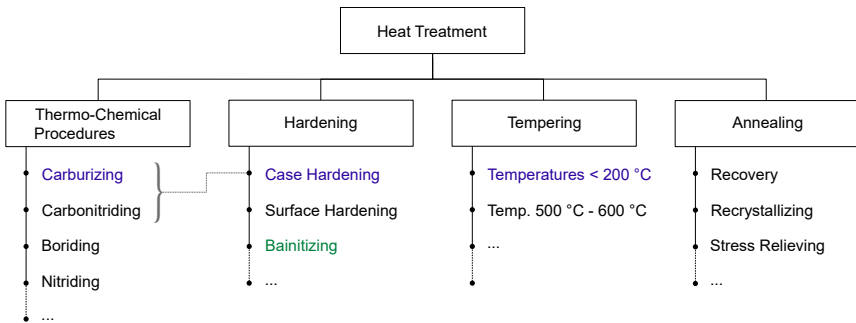 Heat Treatment
Thermo-Chemical
Procedures
Hardening
Tempering
Annealing
Carburizing
Carbonitriding
Boriding
Nitriding
...
Case Hardening
Surface Hardening
Bainitizing
...
Temperatures < 200 °C
Temp. 500 °C - 600 °C
...
Recovery
Recrystallizing
Stress Relieving
...